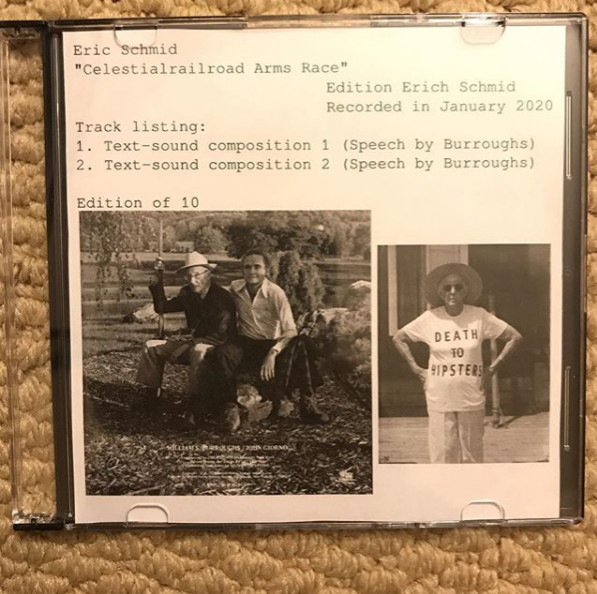 Eric Schmid
"Celestialrailroad Arms Race"
Edition Erich Schmid
Recorded in January 2020
Track listing:
1. Text-sound composition 1 (Speech by Burroughs)
2. Text-sound composition 2 (Speech by Burroughs)
Edition of 10
DEATH
TO
HIPSTERS